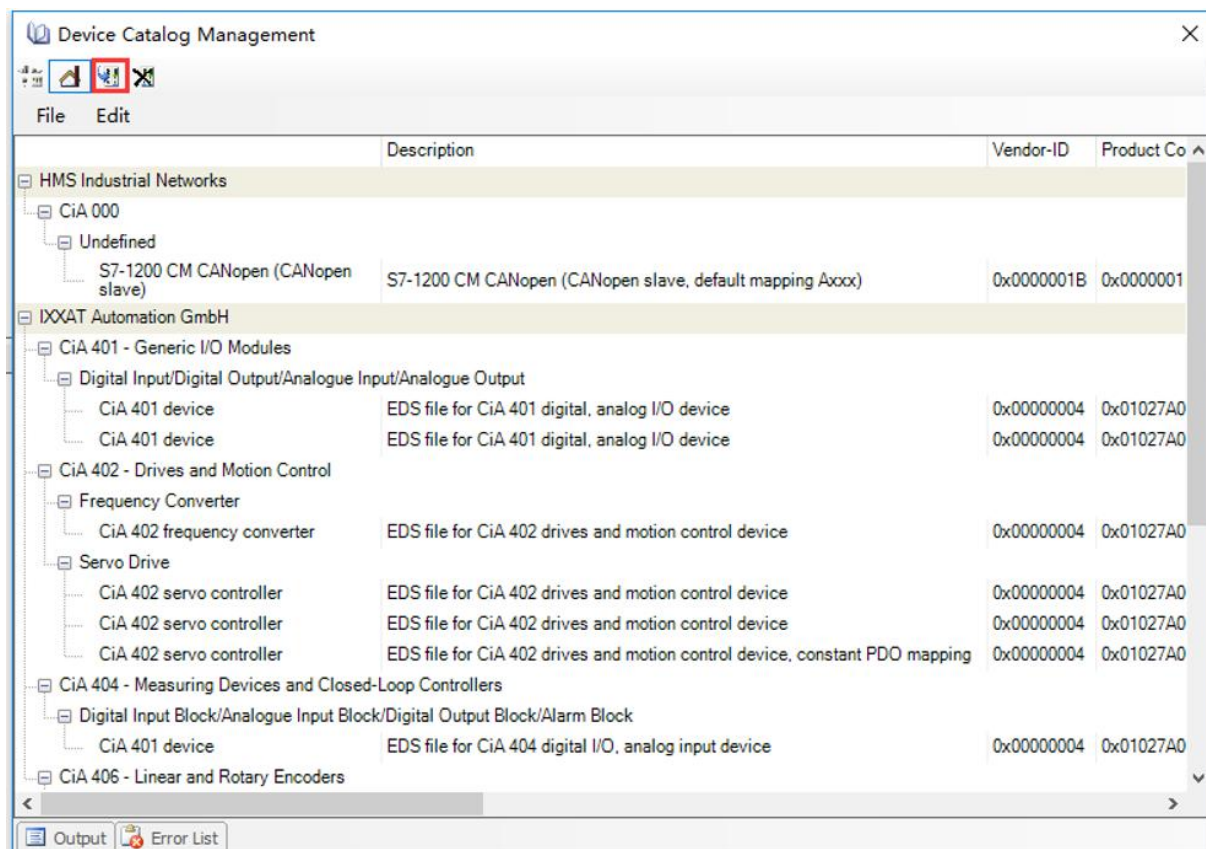 Device Catalog Management
File Edit
Description Vendor-ID Product Co
HMS Industrial Networks
CiA 000
Undefined
S7-1200 CM CANopen (CANopen slave) S7-1200 CM CANopen (CANopen slave, default mapping Axxx) 0x0000001B 0x0000001
IXXAT Automation GmbH
CiA 401 - Generic I/O Modules
Digital Input/Digital Output/Analogue Input/Analogue Output
CiA 401 device EDS file for CiA 401 digital, analog I/O device 0x00000004 0x01027A0
CiA 401 device EDS file for CiA 401 digital, analog I/O device 0x00000004 0x01027A0
CiA 402 - Drives and Motion Control
Frequency Converter
CiA 402 frequency converter EDS file for CiA 402 drives and motion control device 0x00000004 0x01027A0
Servo Drive
CiA 402 servo controller EDS file for CiA 402 drives and motion control device 0x00000004 0x01027A0
CiA 402 servo controller EDS file for CiA 402 drives and motion control device 0x00000004 0x01027A0
CiA 402 servo controller EDS file for CiA 402 drives and motion control device, constant PDO mapping 0x00000004 0x01027A0
CiA 404 - Measuring Devices and Closed-Loop Controllers
Digital Input Block/Analogue Input Block/Digital Output Block/Alarm Block
CiA 401 device EDS file for CiA 404 digital I/O, analog input device 0x00000004 0x01027A0
CiA 406 - Linear and Rotary Encoders
Output Error List